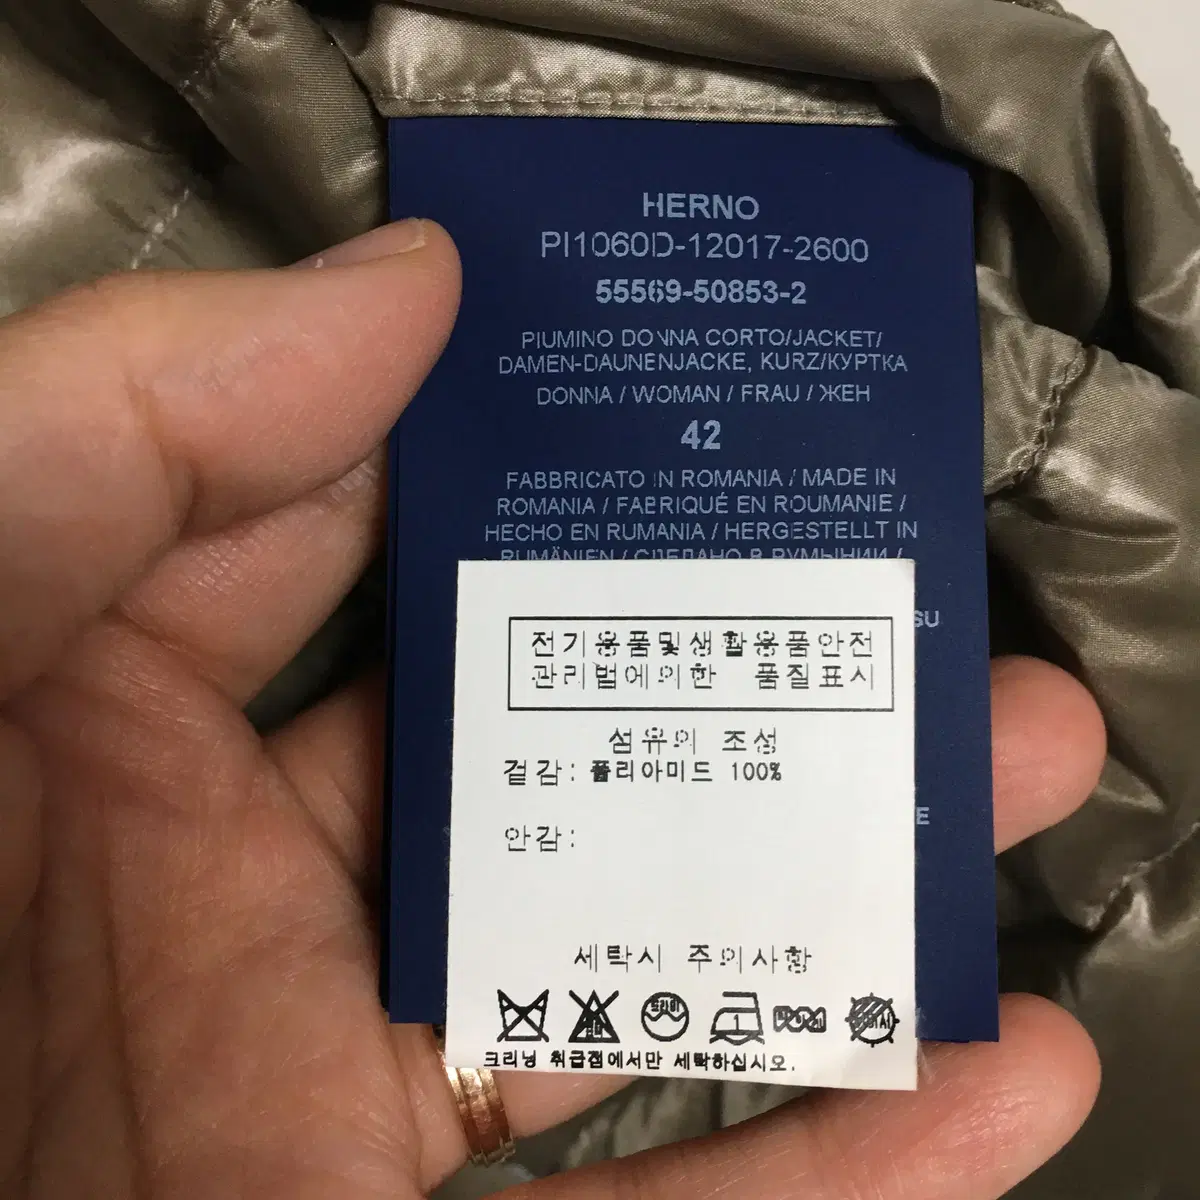 HERNO
PI1060D-12017-2600
55569-50853-2
PIUMINO DONNA CORTO/JACKET/
DAMEN-DAUNENJACKE, KURZ/КУРТКА
DONNA / WOMAN / FRAU / ЖЕН
42
FABBRICATO IN ROMANIA / MADE IN
ROMANIA / FABRIQUÉ EN ROUMANIE /
HECHO EN RUMANIA / HERGESTELLT IN
RUMÄNIEN / СДЕЛАНО В РУМЫНИИ /
SU
전기용품및생활용품안전
관리법에의한 품질표시
섬유의 조성
겉감: 폴리아미드 100%
E
안감:
세탁시 주의사항
크리닝 취급점에서만 세탁하십시오.